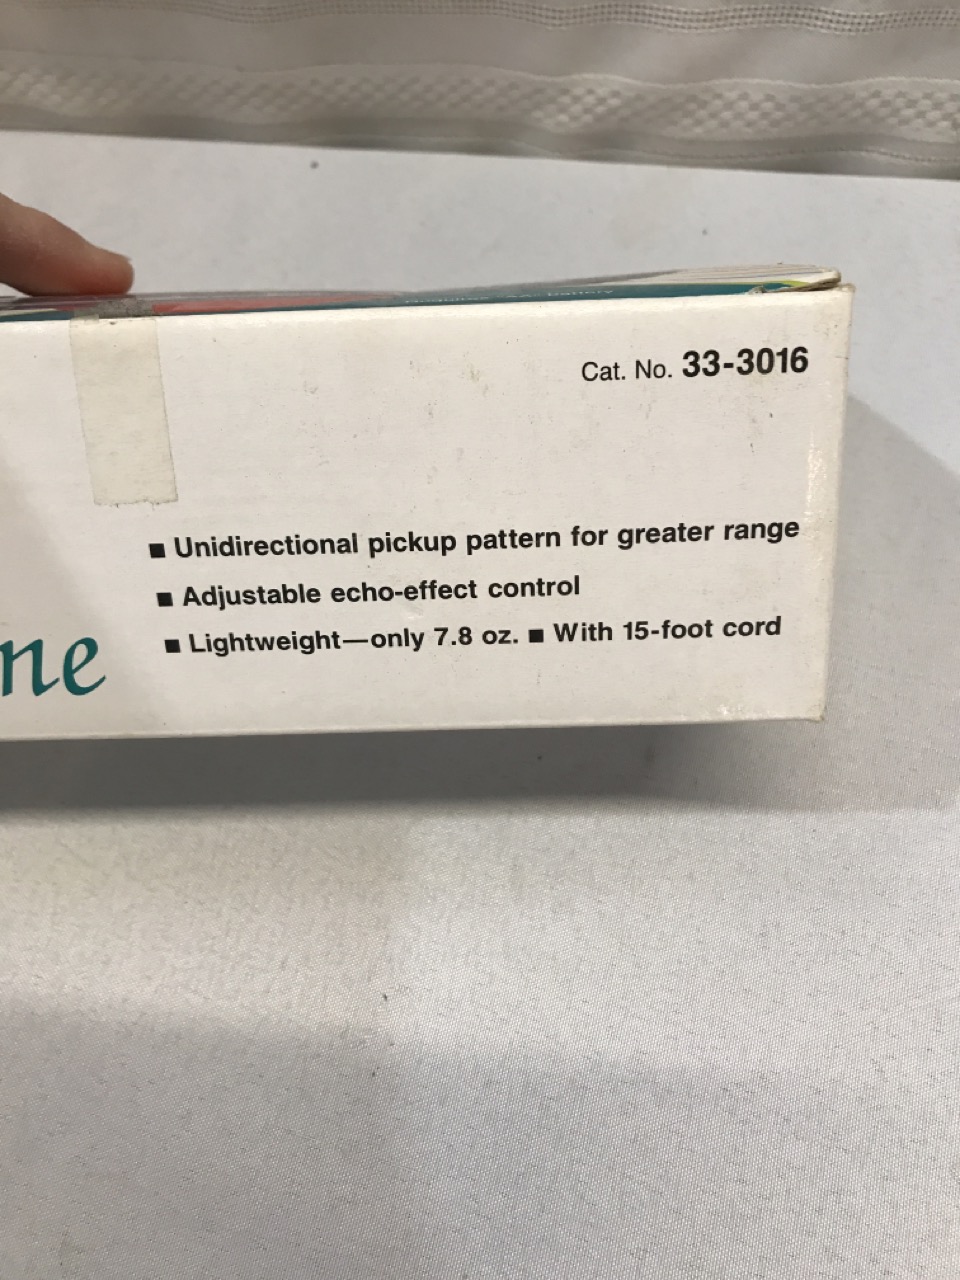 Cat. No. 33-3016
■ Unidirectional pickup pattern for greater range
■ Adjustable echo-effect control
■ Lightweight—only 7.8 oz. ■ With 15-foot cord
ne